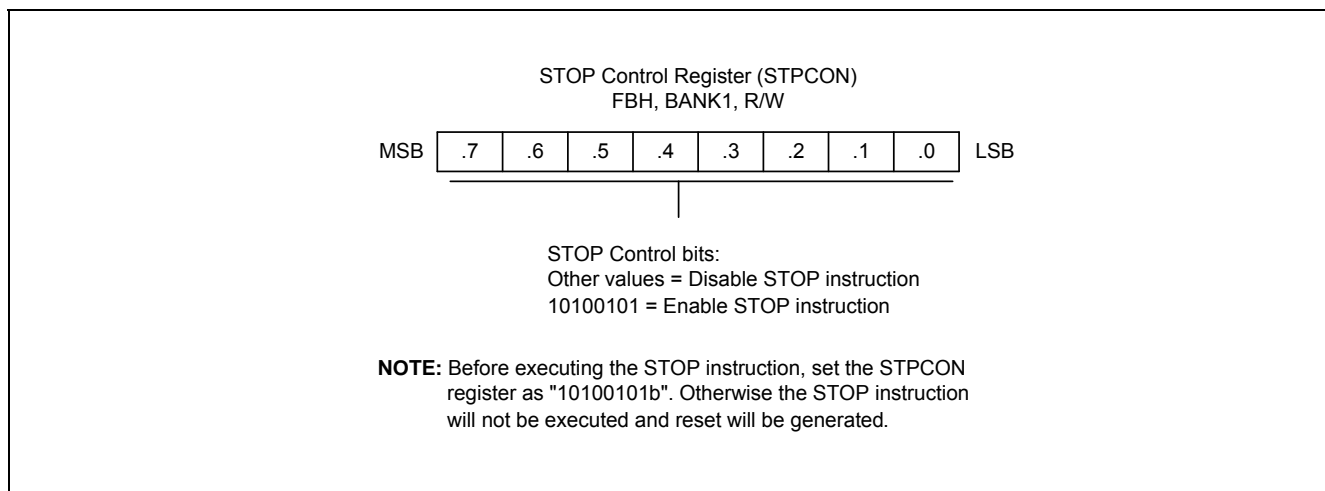 STOP Control Register (STPCON)
FBH, BANK1, R/W
MSB .7 .6 .5 .4 .3 .2 .1 .0 LSB
STOP Control bits:
Other values = Disable STOP instruction
10100101 = Enable STOP instruction
NOTE: Before executing the STOP instruction, set the STPCON
register as "10100101b". Otherwise the STOP instruction
will not be executed and reset will be generated.